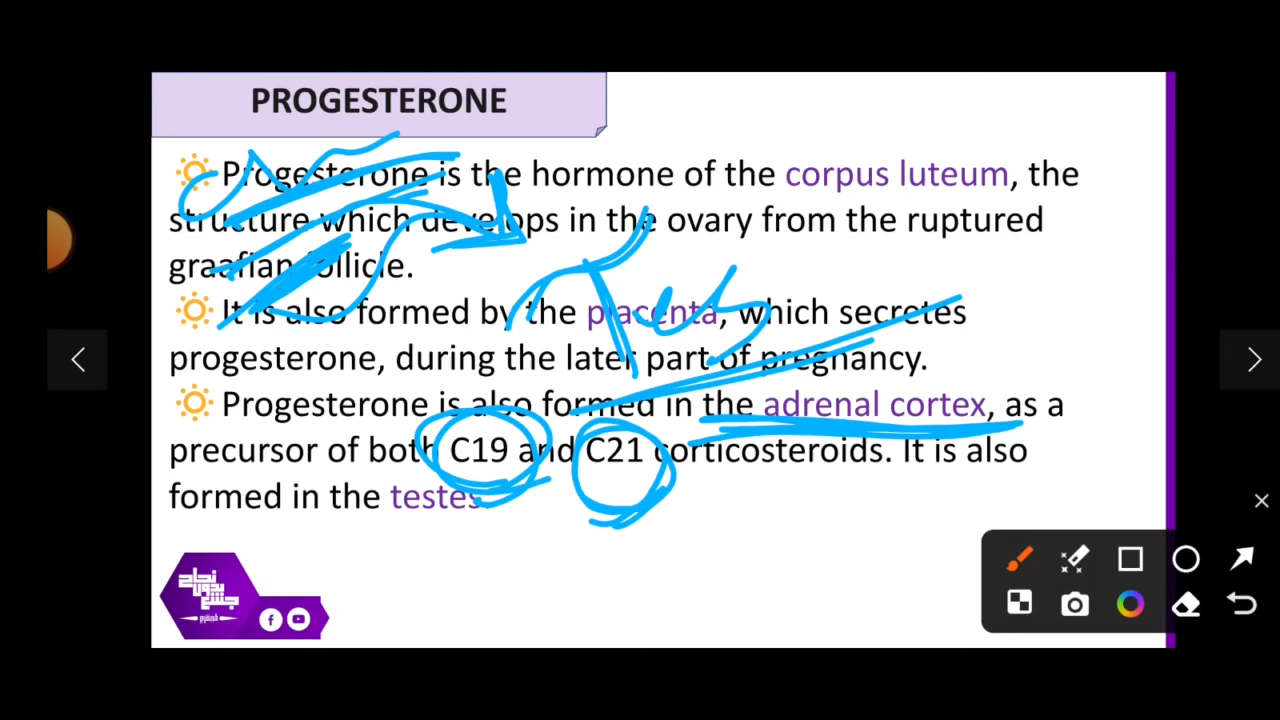 PROGESTERONE
Progesterone is the hormone of the corpus luteum, the
structure which develops in the ovary from the ruptured
graafian follicle.
It is also formed by the placenta, which secretes
progesterone, during the later part of pregnancy.
Progesterone is also formed in the adrenal cortex, as a
precursor of both C19 and C21 corticosteroids. It is also
formed in the testes.